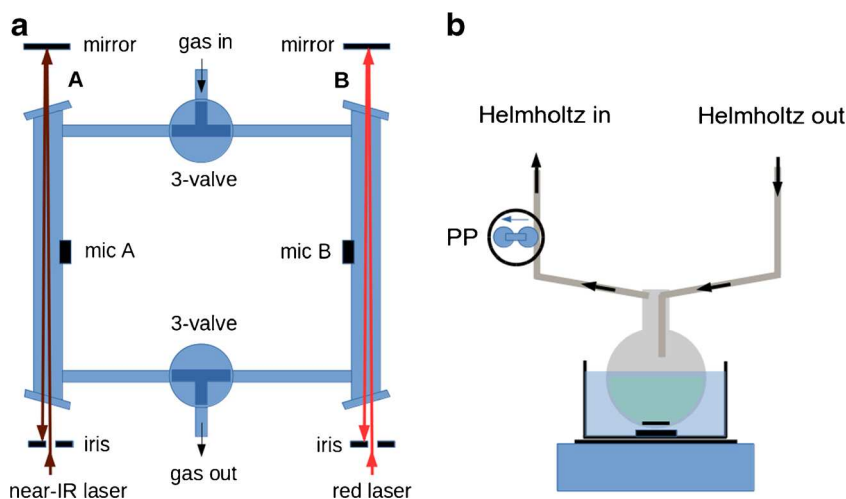 a
mirror
gas in
mirror
A
B
3-valve
mic A
mic B
3-valve
iris
iris
gas out
near-IR laser
red laser
b
Helmholtz in
Helmholtz out
PP